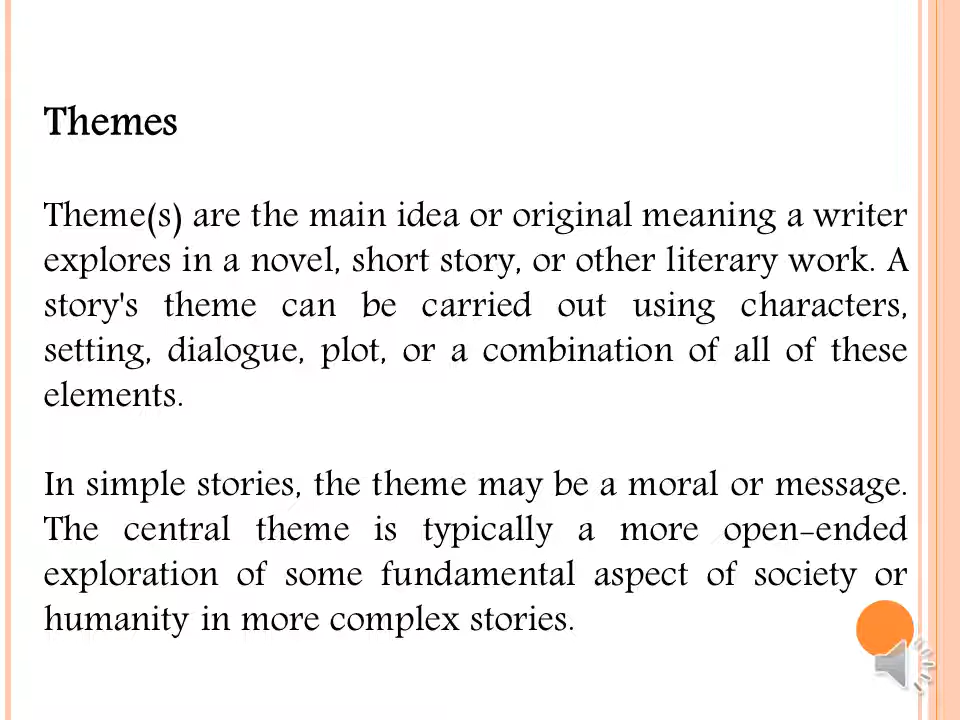 Themes
Theme(s) are the main idea or original meaning a writer
explores in a novel, short story, or other literary work. A
story's theme can be carried out using characters,
setting, dialogue, plot, or a combination of all of these
elements.
In simple stories, the theme may be a moral or message.
The central theme is typically a more open-ended
exploration of some fundamental aspect of society or
humanity in more complex stories.